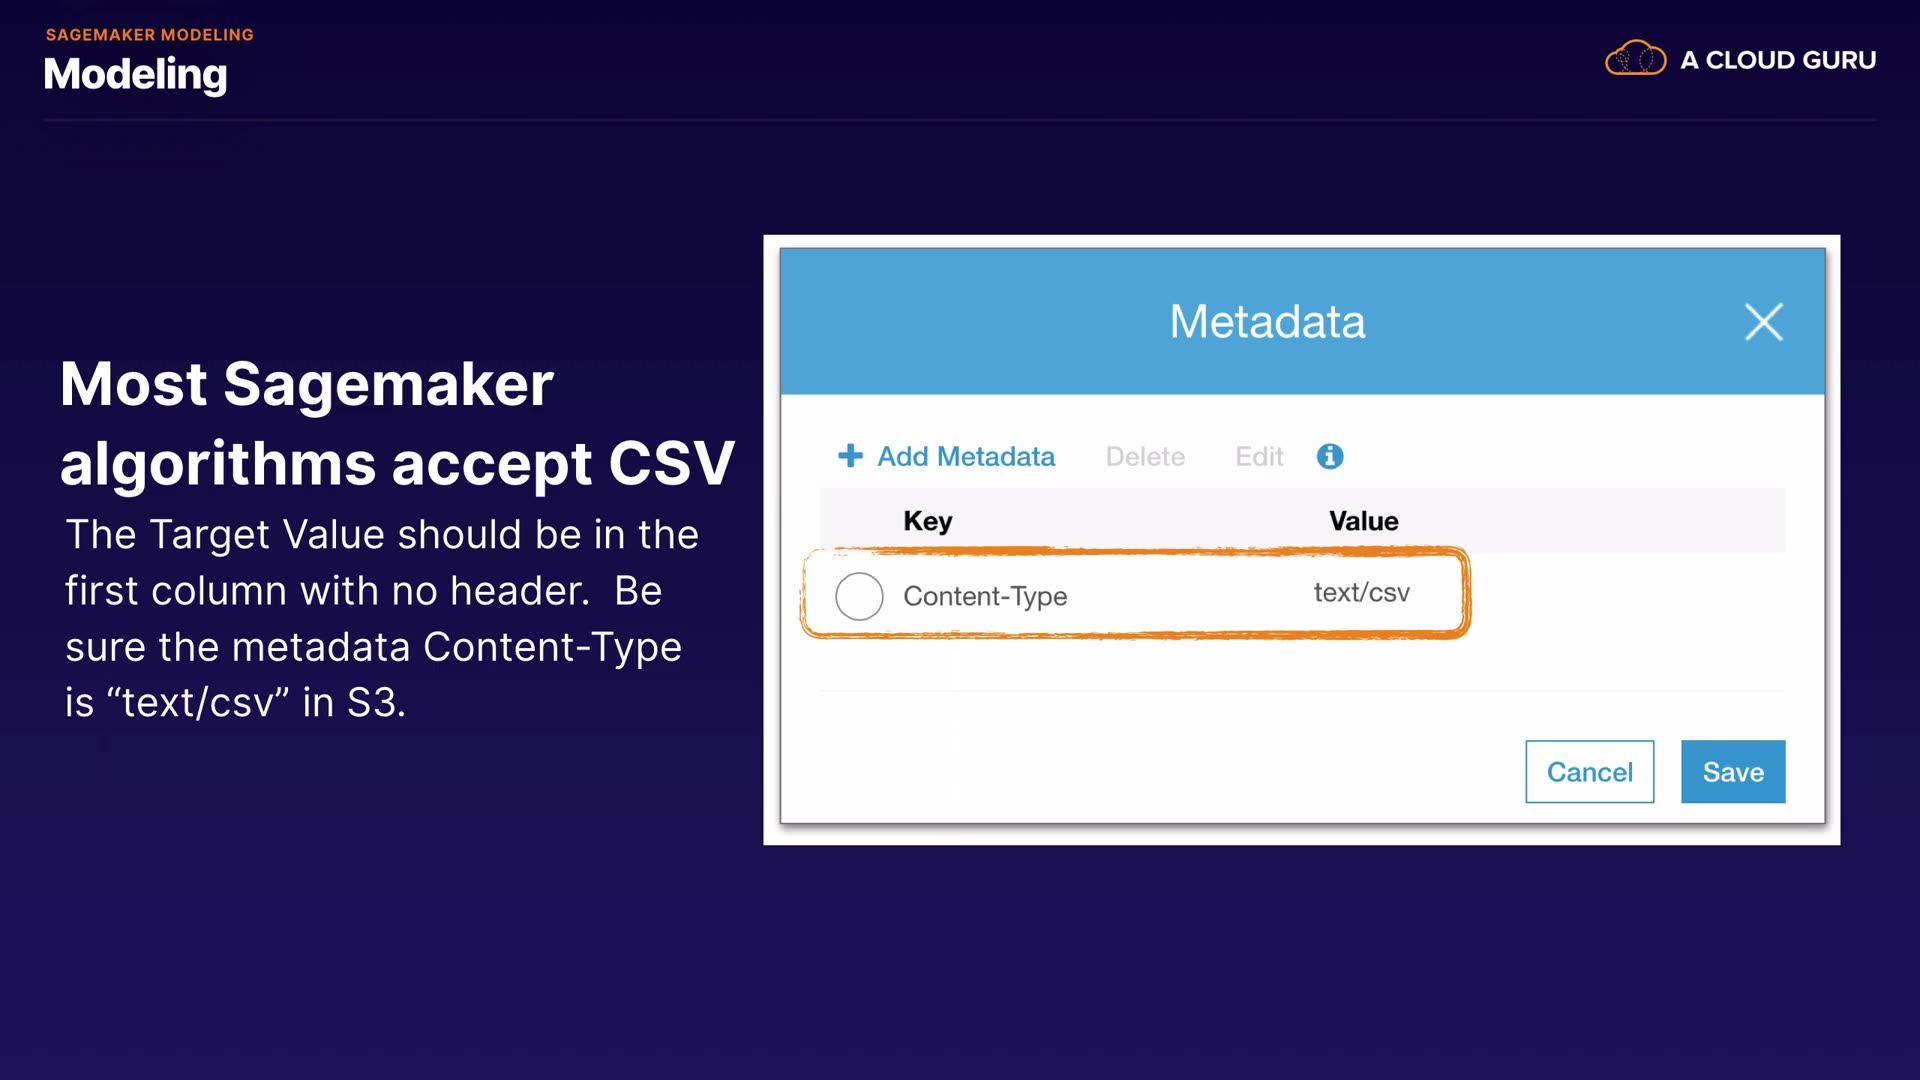 SAGEMAKER MODELING
Modeling
A CLOUD GURU
Most Sagemaker
algorithms accept CSV
The Target Value should be in the
first column with no header.  Be
sure the metadata Content-Type
is “text/csv” in S3.
Metadata
Add Metadata Delete Edit
Key Value
Content-Type text/csv
Cancel Save